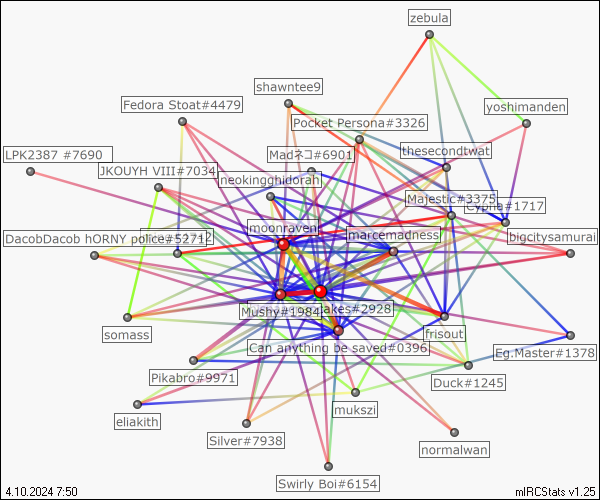 zebula
shawntee9
Fedora Stoat#4479
yoshimanden
Pocket Persona#3326
LPK2387 #7690
Madネコ#6901
thesecondtwat
JKOUYH VIII#7034
neokingghidorah
Majestic#3375
#1717
moonraven
marcemadness
bigcitysamurai
DacobDacob hORNY police#5271
Mushy#1984
akes#2928
somass
frisout
Can anything be saved#0396
Eg.Master#1378
Pikabro#9971
Duck#1245
eliakith
mukszi
Silver#7938
normalwan
Swirly Boi#6154
4.10.2024 7:50
mIRCStats v1.25